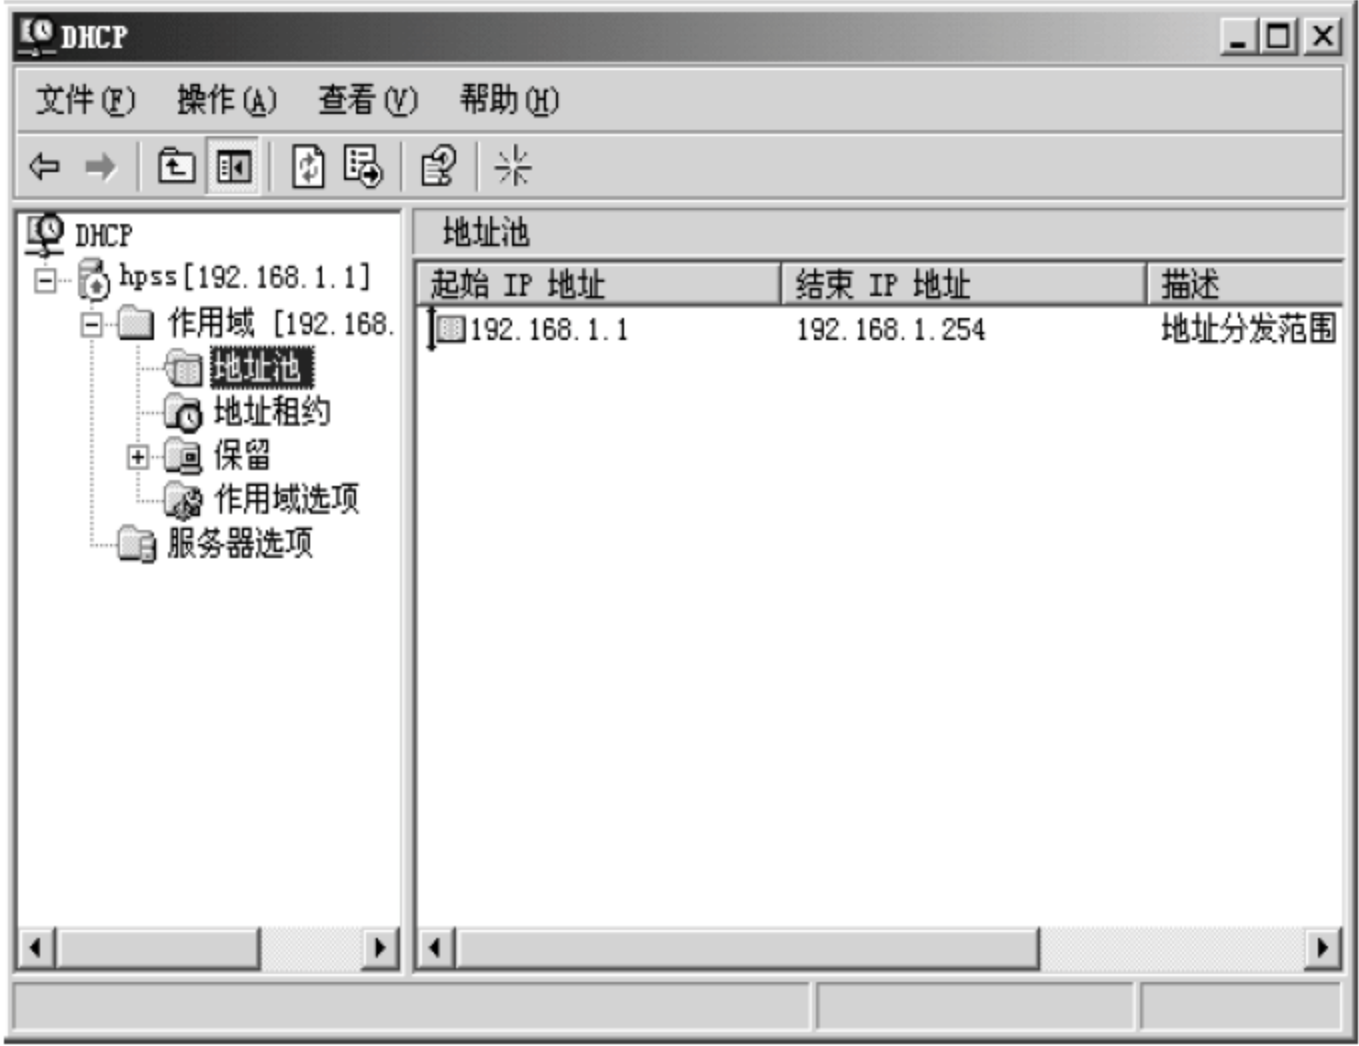 DHCP
文件(F) 操作(A) 查看(V) 帮助(H)
DHCP
hpss[192.168.1.1]
作用域 [192.168.
地址池
地址租约
保留
作用域选项
服务器选项
地址池
起始 IP 地址 结束 IP 地址 描述
192.168.1.1 192.168.1.254 地址分发范围